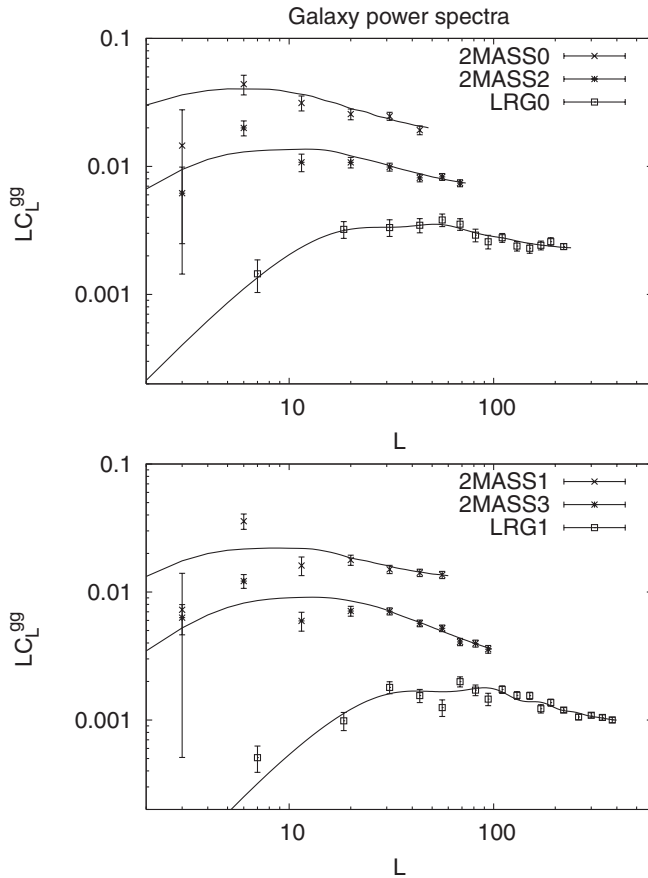 Galaxy power spectra
0.1
0.01
0.001
LC_L^gg
2MASS0
2MASS2
LRG0
10
100
L
0.1
0.01
0.001
LC_L^gg
2MASS1
2MASS3
LRG1
10
100
L